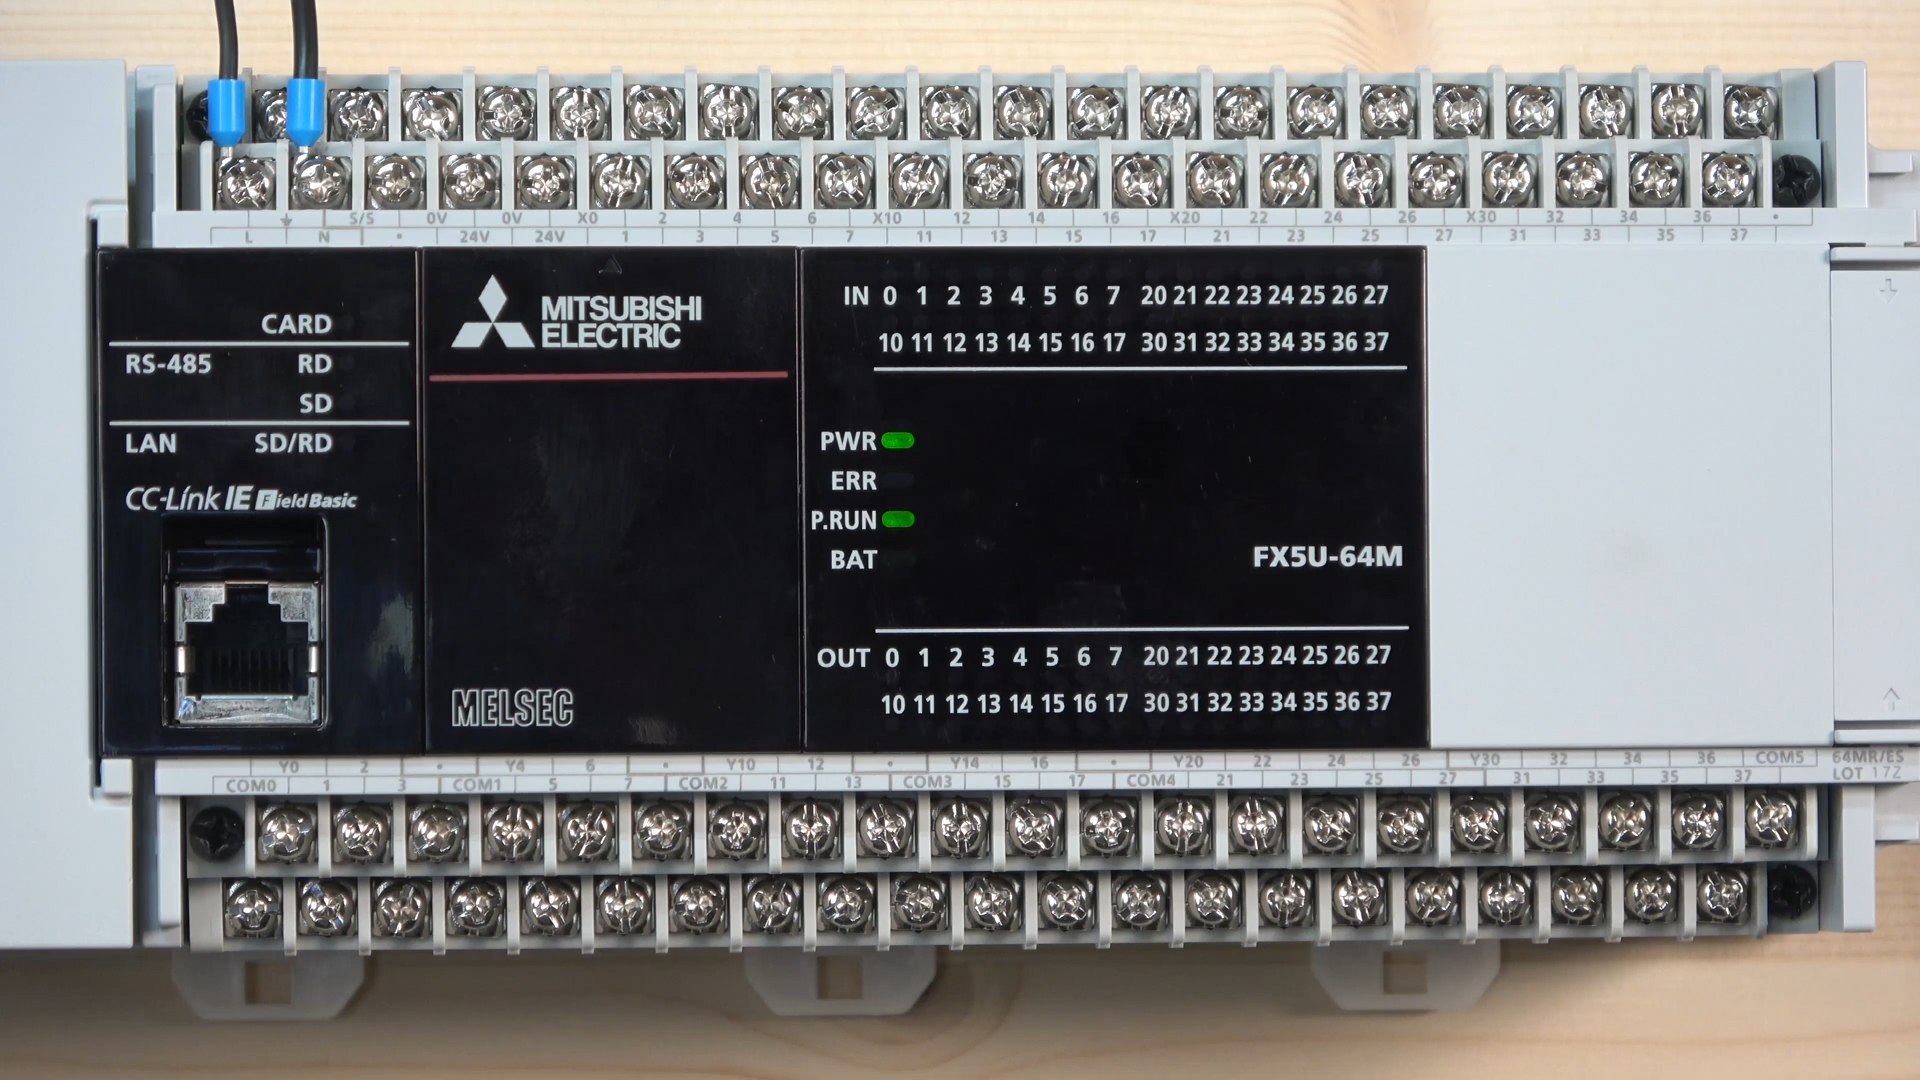 S/S 0V 0V X0 2 4 6 X10 12 14 16 X20 22 24 26 X30 32 34 36 •
L N • 24V 24V 1 3 5 7 11 13 15 17 21 23 25 27 31 33 35 37
CARD
RS-485 RD
SD
LAN SD/RD
CC-Link IE Field Basic
MITSUBISHI
ELECTRIC
MELSEC
IN 0 1 2 3 4 5 6 7 20 21 22 23 24 25 26 27
10 11 12 13 14 15 16 17 30 31 32 33 34 35 36 37
PWR
ERR
P.RUN
BAT
FX5U-64M
OUT 0 1 2 3 4 5 6 7 20 21 22 23 24 25 26 27
10 11 12 13 14 15 16 17 30 31 32 33 34 35 36 37
Y0 2 • Y4 6 • Y10 12 • Y14 16 • Y20 22 24 26 Y30 32 34 36 COM5
COM0 1 3 COM1 5 7 COM2 11 13 COM3 15 17 COM4 21 23 25 27 31 33 35 37
64MR/ES
LOT 17Z